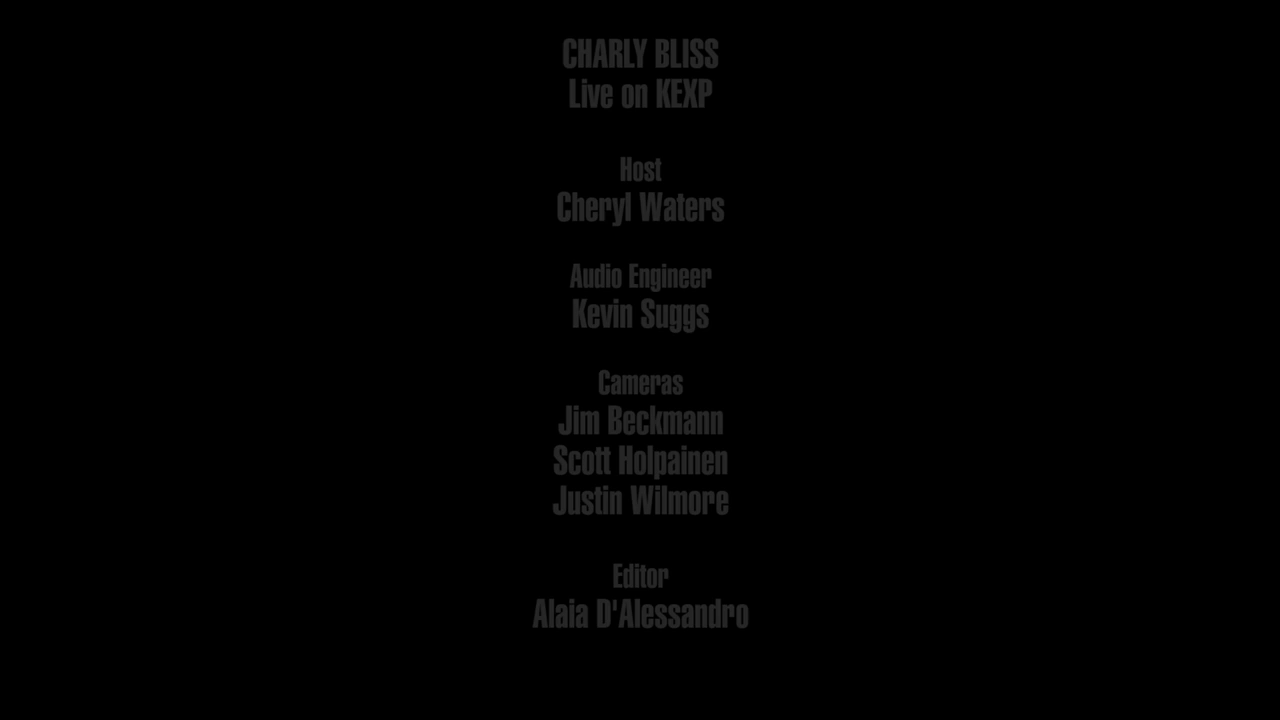 CHARLY BLISS
Live on KEXP
Host
Cheryl Waters
Audio Engineer
Kevin Suggs
Cameras
Jim Beckmann
Scott Holpainen
Justin Wilmore
Editor
Alaia D'Alessandro